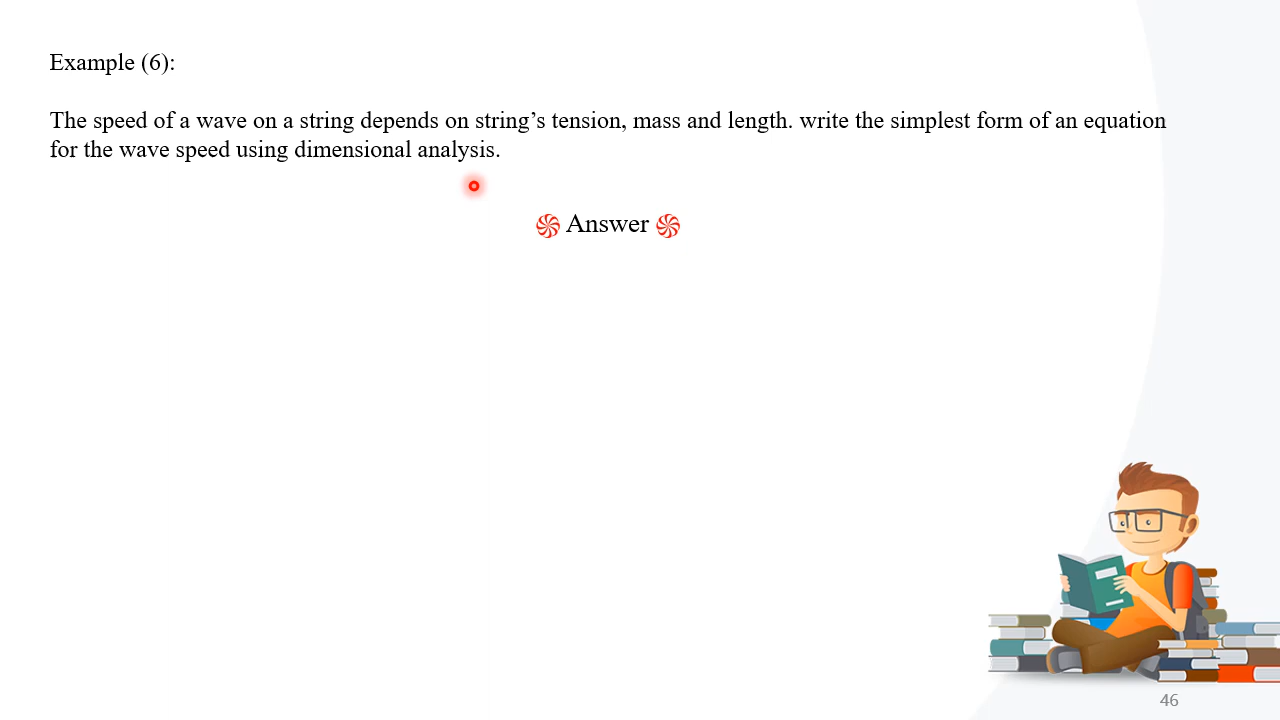 Example (6):
The speed of a wave on a string depends on string’s tension, mass and length. write the simplest form of an equation
for the wave speed using dimensional analysis.
Answer
46